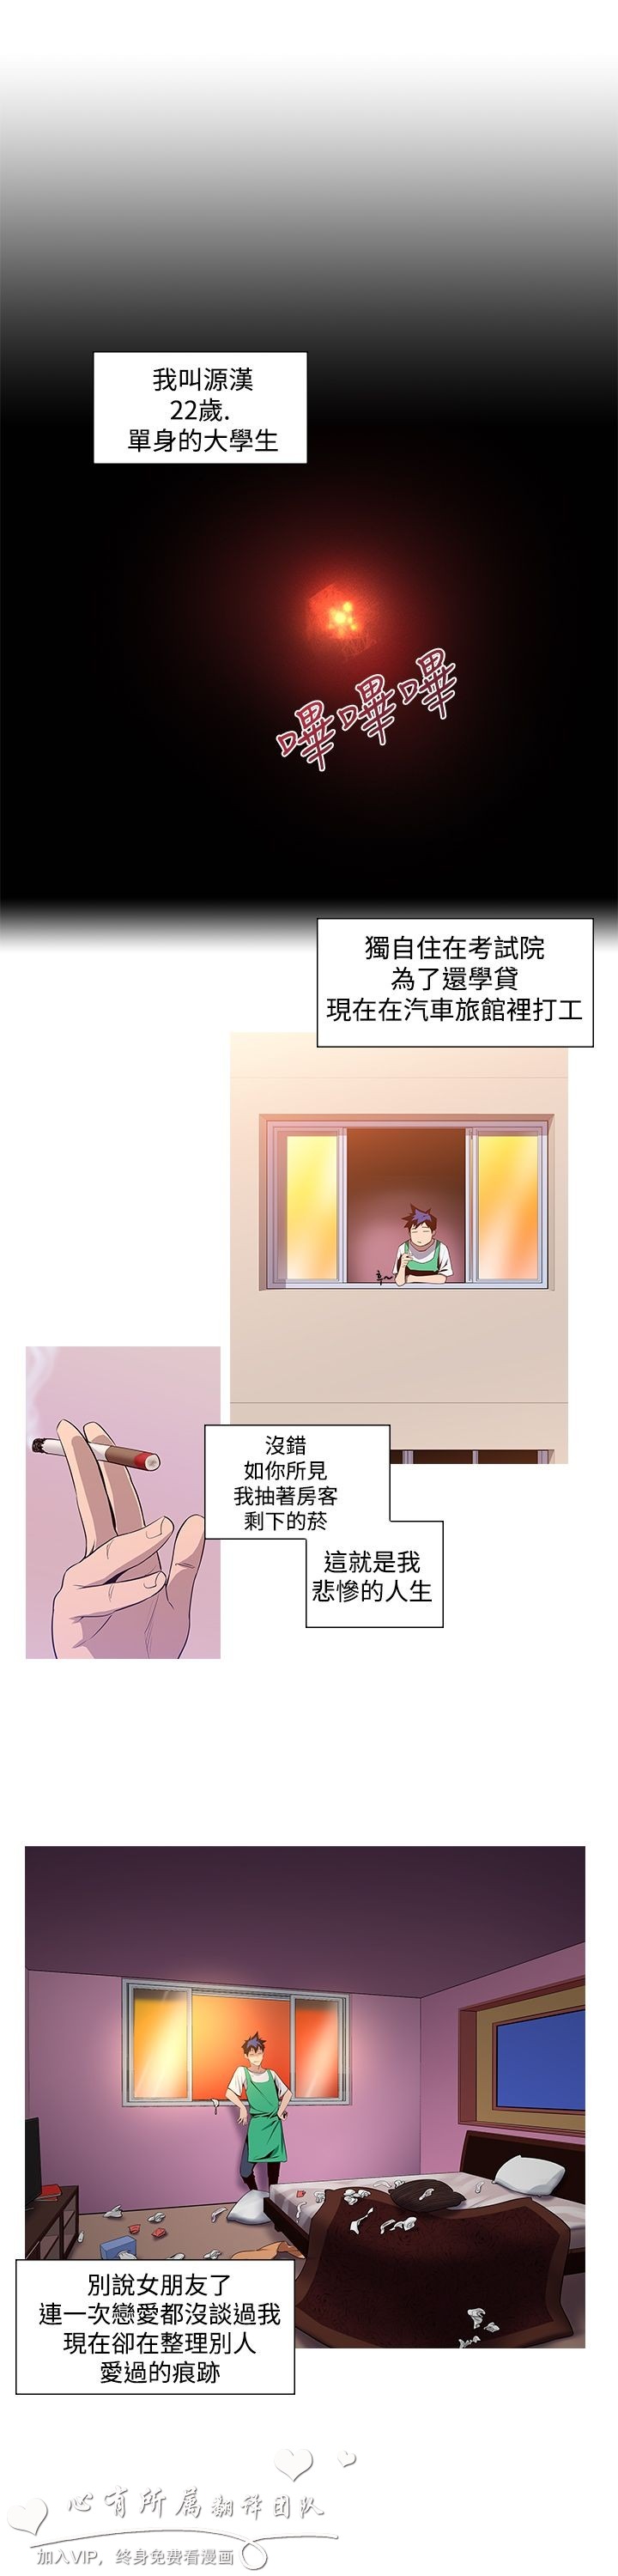 我叫源漢
22歲.
單身的大學生
嗶嗶嗶
獨自住在考試院
為了還學貸
現在在汽車旅館裡打工
후~
沒錯
如你所見
我抽著房客
剩下的菸
這就是我
悲慘的人生
別說女朋友了
連一次戀愛都沒談過我
現在卻在整理別人
愛過的痕跡
心有所属翻译团队
加入VIP，终身免费看漫画